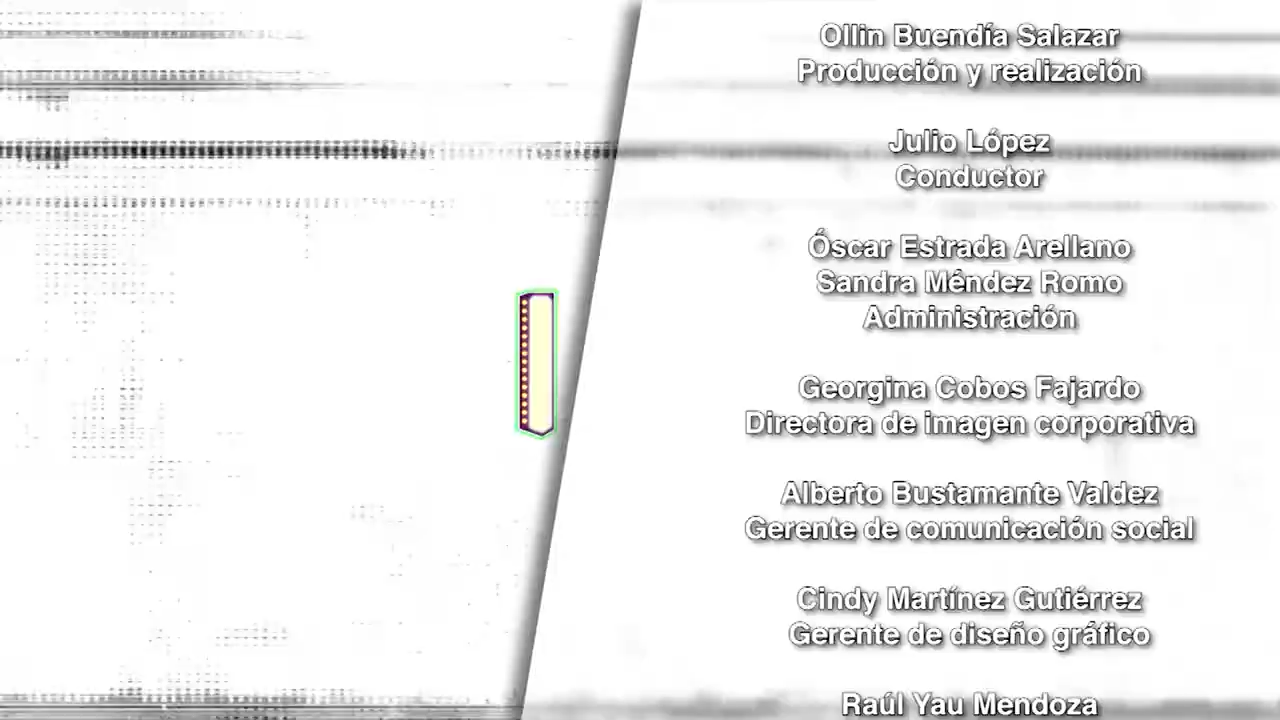 Ollin Buendía Salazar
Producción y realización
Julio López
Conductor
Óscar Estrada Arellano
Sandra Méndez Romo
Administración
Georgina Cobos Fajardo
Directora de imagen corporativa
Alberto Bustamante Valdez
Gerente de comunicación social
Cindy Martínez Gutiérrez
Gerente de diseño gráfico
Raúl Yau Mendoza